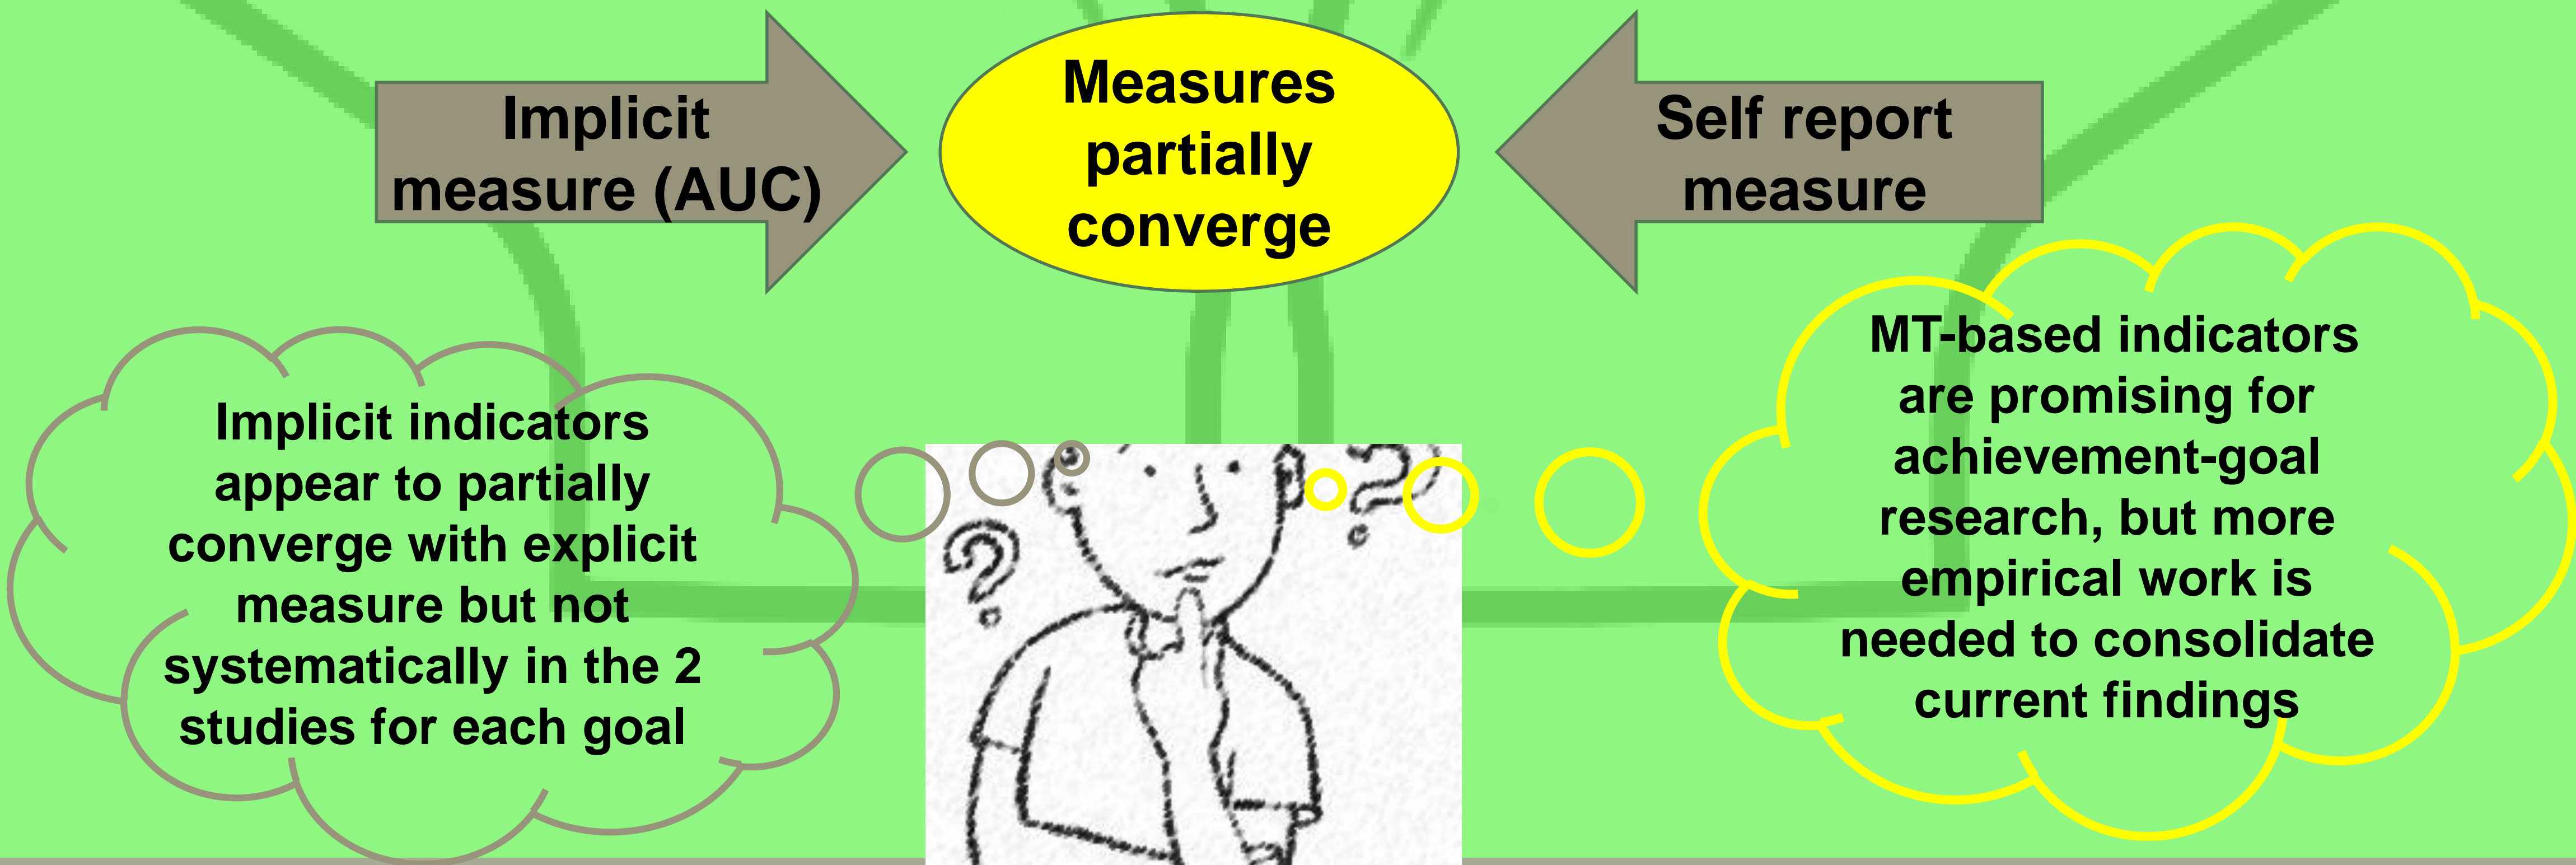 Implicit
measure (AUC)
Measures
partially
converge
Self report
measure
Implicit indicators
appear to partially
converge with explicit
measure but not
systematically in the 2
studies for each goal
? ?
MT-based indicators
are promising for
achievement-goal
research, but more
empirical work is
needed to consolidate
current findings